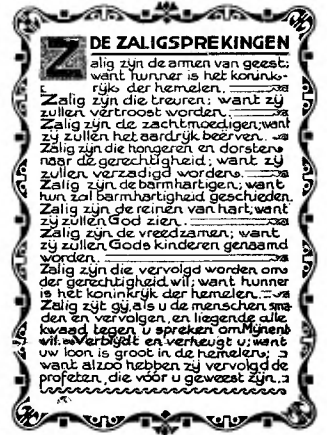 DE ZALIGSPREKINGEN
Zalig zijn de armen van geest;
want hunner is het konink-
rijk der hemelen.
Zalig zijn die treuren; want zij
zullen vertroost worden.
Zalig zijn de zachtmoedigen; want
zij zullen het aardrijk beërven.
Zalig zijn die hongeren en dorsten
naar de gerechtigheid; want zij
zullen verzadigd worden.
Zalig zijn de barmhartigen; want
hun zal barmhartigheid geschieden.
Zalig zijn de reinen van hart; want
zij zullen God zien.
Zalig zijn de vreedzamen; want
zij zullen Gods kinderen genaamd
worden.
Zalig zijn die vervolgd worden om
der gerechtigheid wil; want hunner
is het koninkrijk der hemelen.
Zalig zijt gij, als u de menschen sma-
den en vervolgen, en liegende alle
kwaad tegen u spreken om Mijnent-
wil. Verblijdt en verheugt u; want
uw loon is groot in de hemelen;
want alzoo hebben zij vervolgd de
profeten, die vóór u geweest zijn.